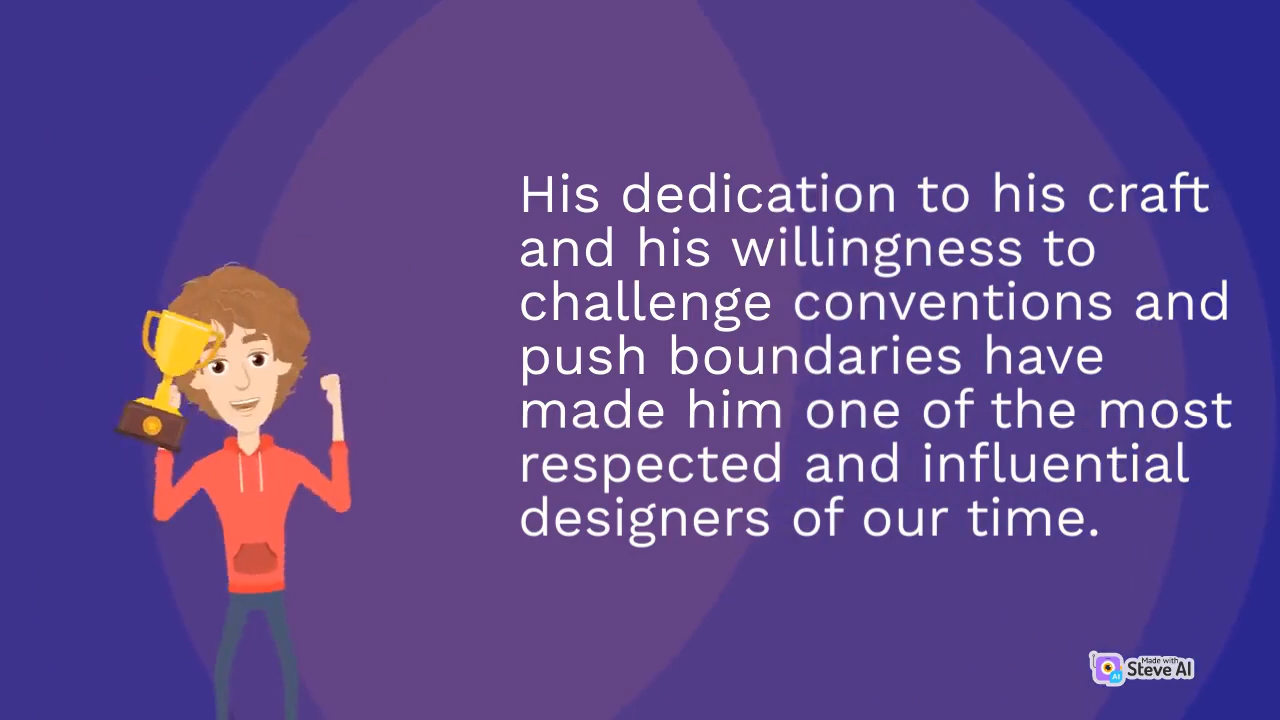 His dedication to his craft
and his willingness to
challenge conventions and
push boundaries have
made him one of the most
respected and influential
designers of our time.
Made with
Steve AI
AI